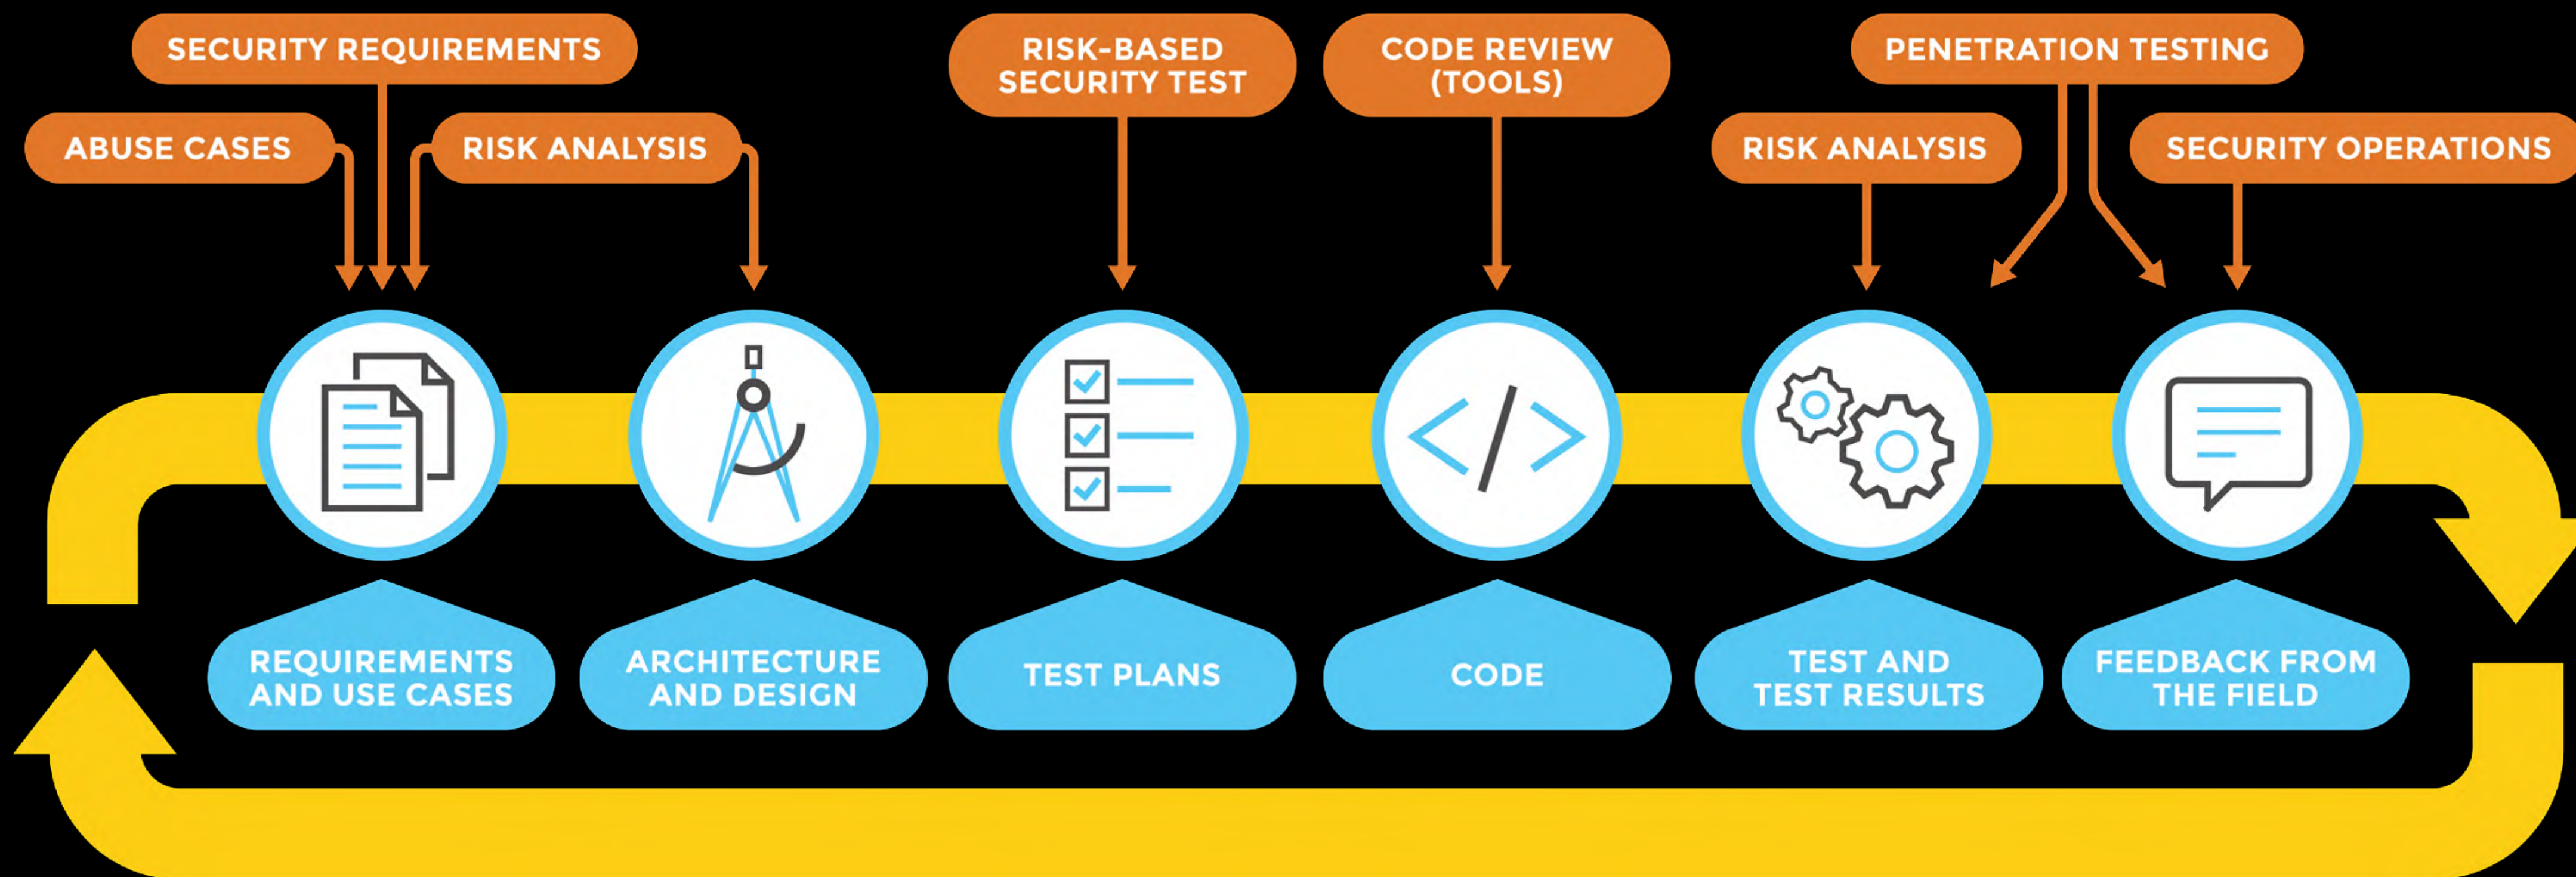 SECURITY REQUIREMENTS
ABUSE CASES
RISK ANALYSIS
RISK-BASED
SECURITY TEST
CODE REVIEW
(TOOLS)
PENETRATION TESTING
RISK ANALYSIS
SECURITY OPERATIONS
REQUIREMENTS
AND USE CASES
ARCHITECTURE
AND DESIGN
TEST PLANS
CODE
TEST AND
TEST RESULTS
FEEDBACK FROM
THE FIELD